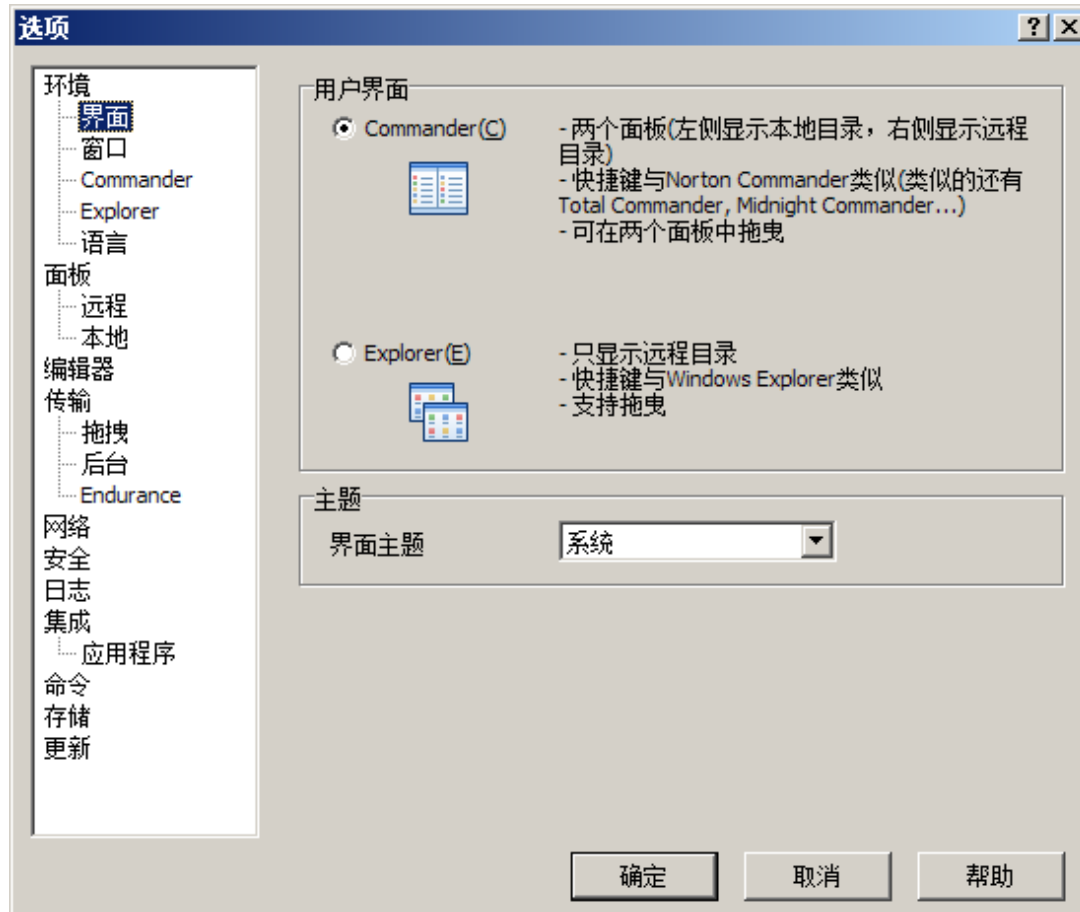 选项
环境
界面
窗口
Commander
Explorer
语言
面板
远程
本地
编辑器
传输
拖拽
后台
Endurance
网络
安全
日志
集成
应用程序
命令
存储
更新
用户界面
Commander(C)
- 两个面板(左侧显示本地目录，右侧显示远程
目录)
- 快捷键与Norton Commander类似(类似的还有
Total Commander, Midnight Commander...)
- 可在两个面板中拖曳
Explorer(E)
- 只显示远程目录
- 快捷键与Windows Explorer类似
- 支持拖曳
主题
界面主题
系统
确定
取消
帮助